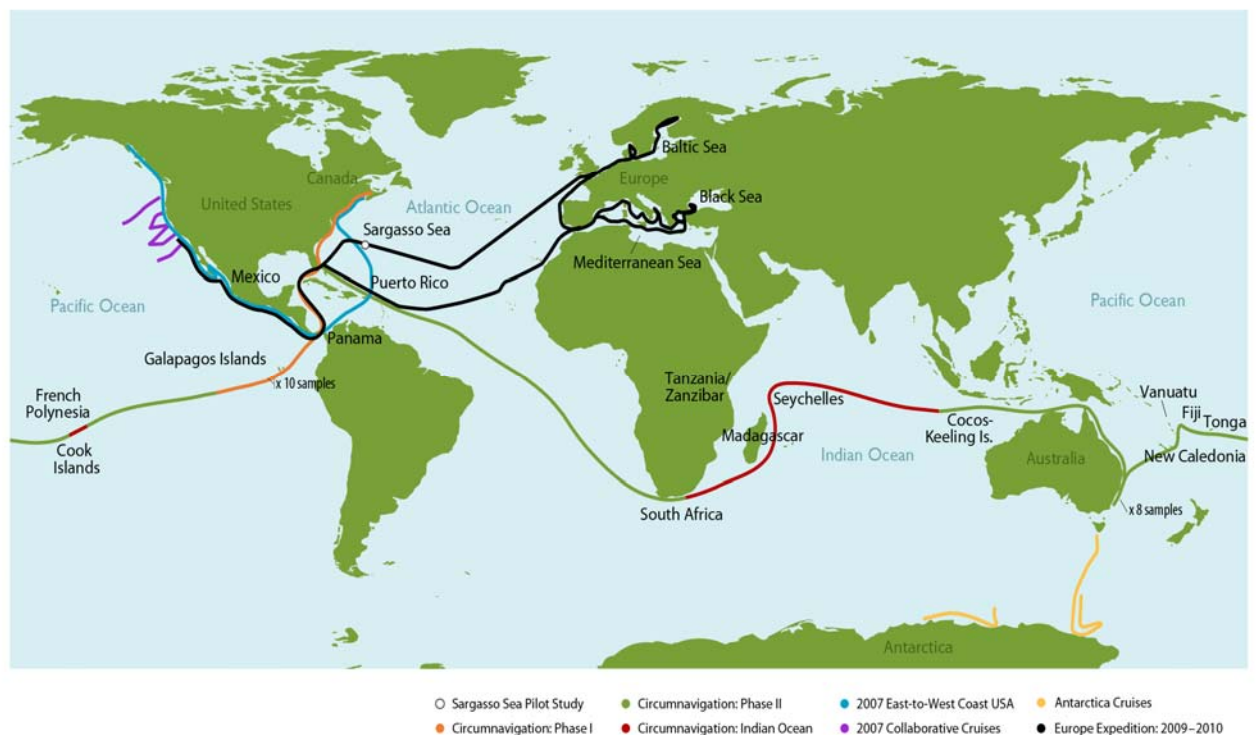 Baltic Sea
Canada
Europe
Black Sea
United States
Atlantic Ocean
Sargasso Sea
Mediterranean Sea
Mexico
Puerto Rico
Pacific Ocean
Pacific Ocean
Panama
Galapagos Islands
x 10 samples
French
Polynesia
Cook
Islands
Tanzania/
Zanzibar
Seychelles
Madagascar
Cocos-
Keeling Is.
Vanuatu
Fiji
Tonga
Indian Ocean
Australia
New Caledonia
South Africa
x 8 samples
Antarctica
Sargasso Sea Pilot Study
Circumnavigation: Phase II
2007 East-to-West Coast USA
Antarctica Cruises
Circumnavigation: Phase I
Circumnavigation: Indian Ocean
2007 Collaborative Cruises
Europe Expedition: 2009–2010